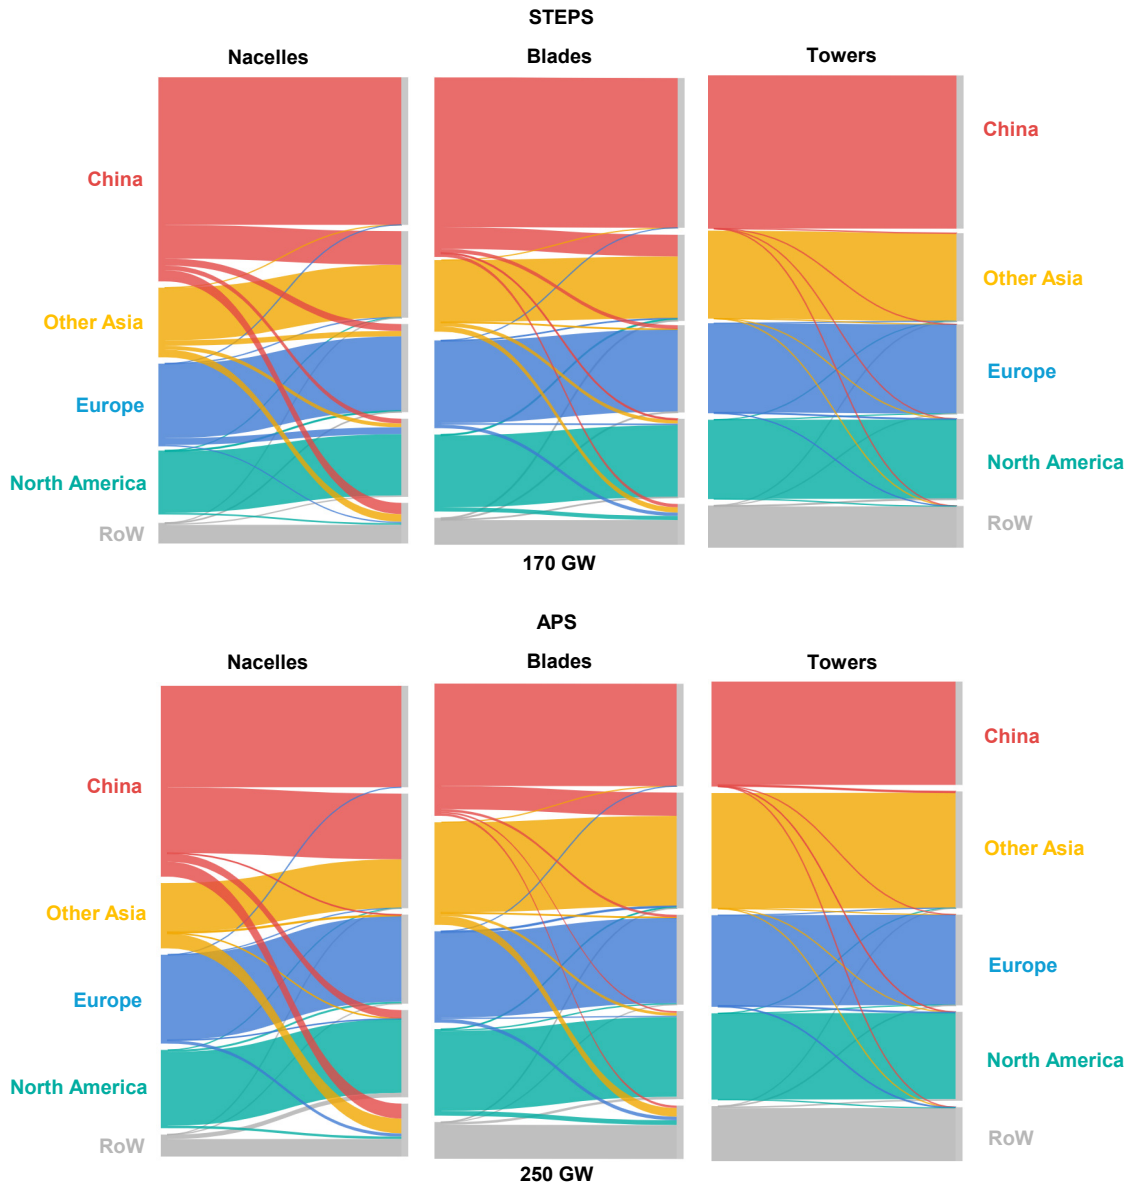 STEPS
Nacelles Blades Towers
China China
Other Asia Other Asia
Europe Europe
North America North America
RoW RoW
170 GW
APS
Nacelles Blades Towers
China China
Other Asia Other Asia
Europe Europe
North America North America
RoW RoW
250 GW